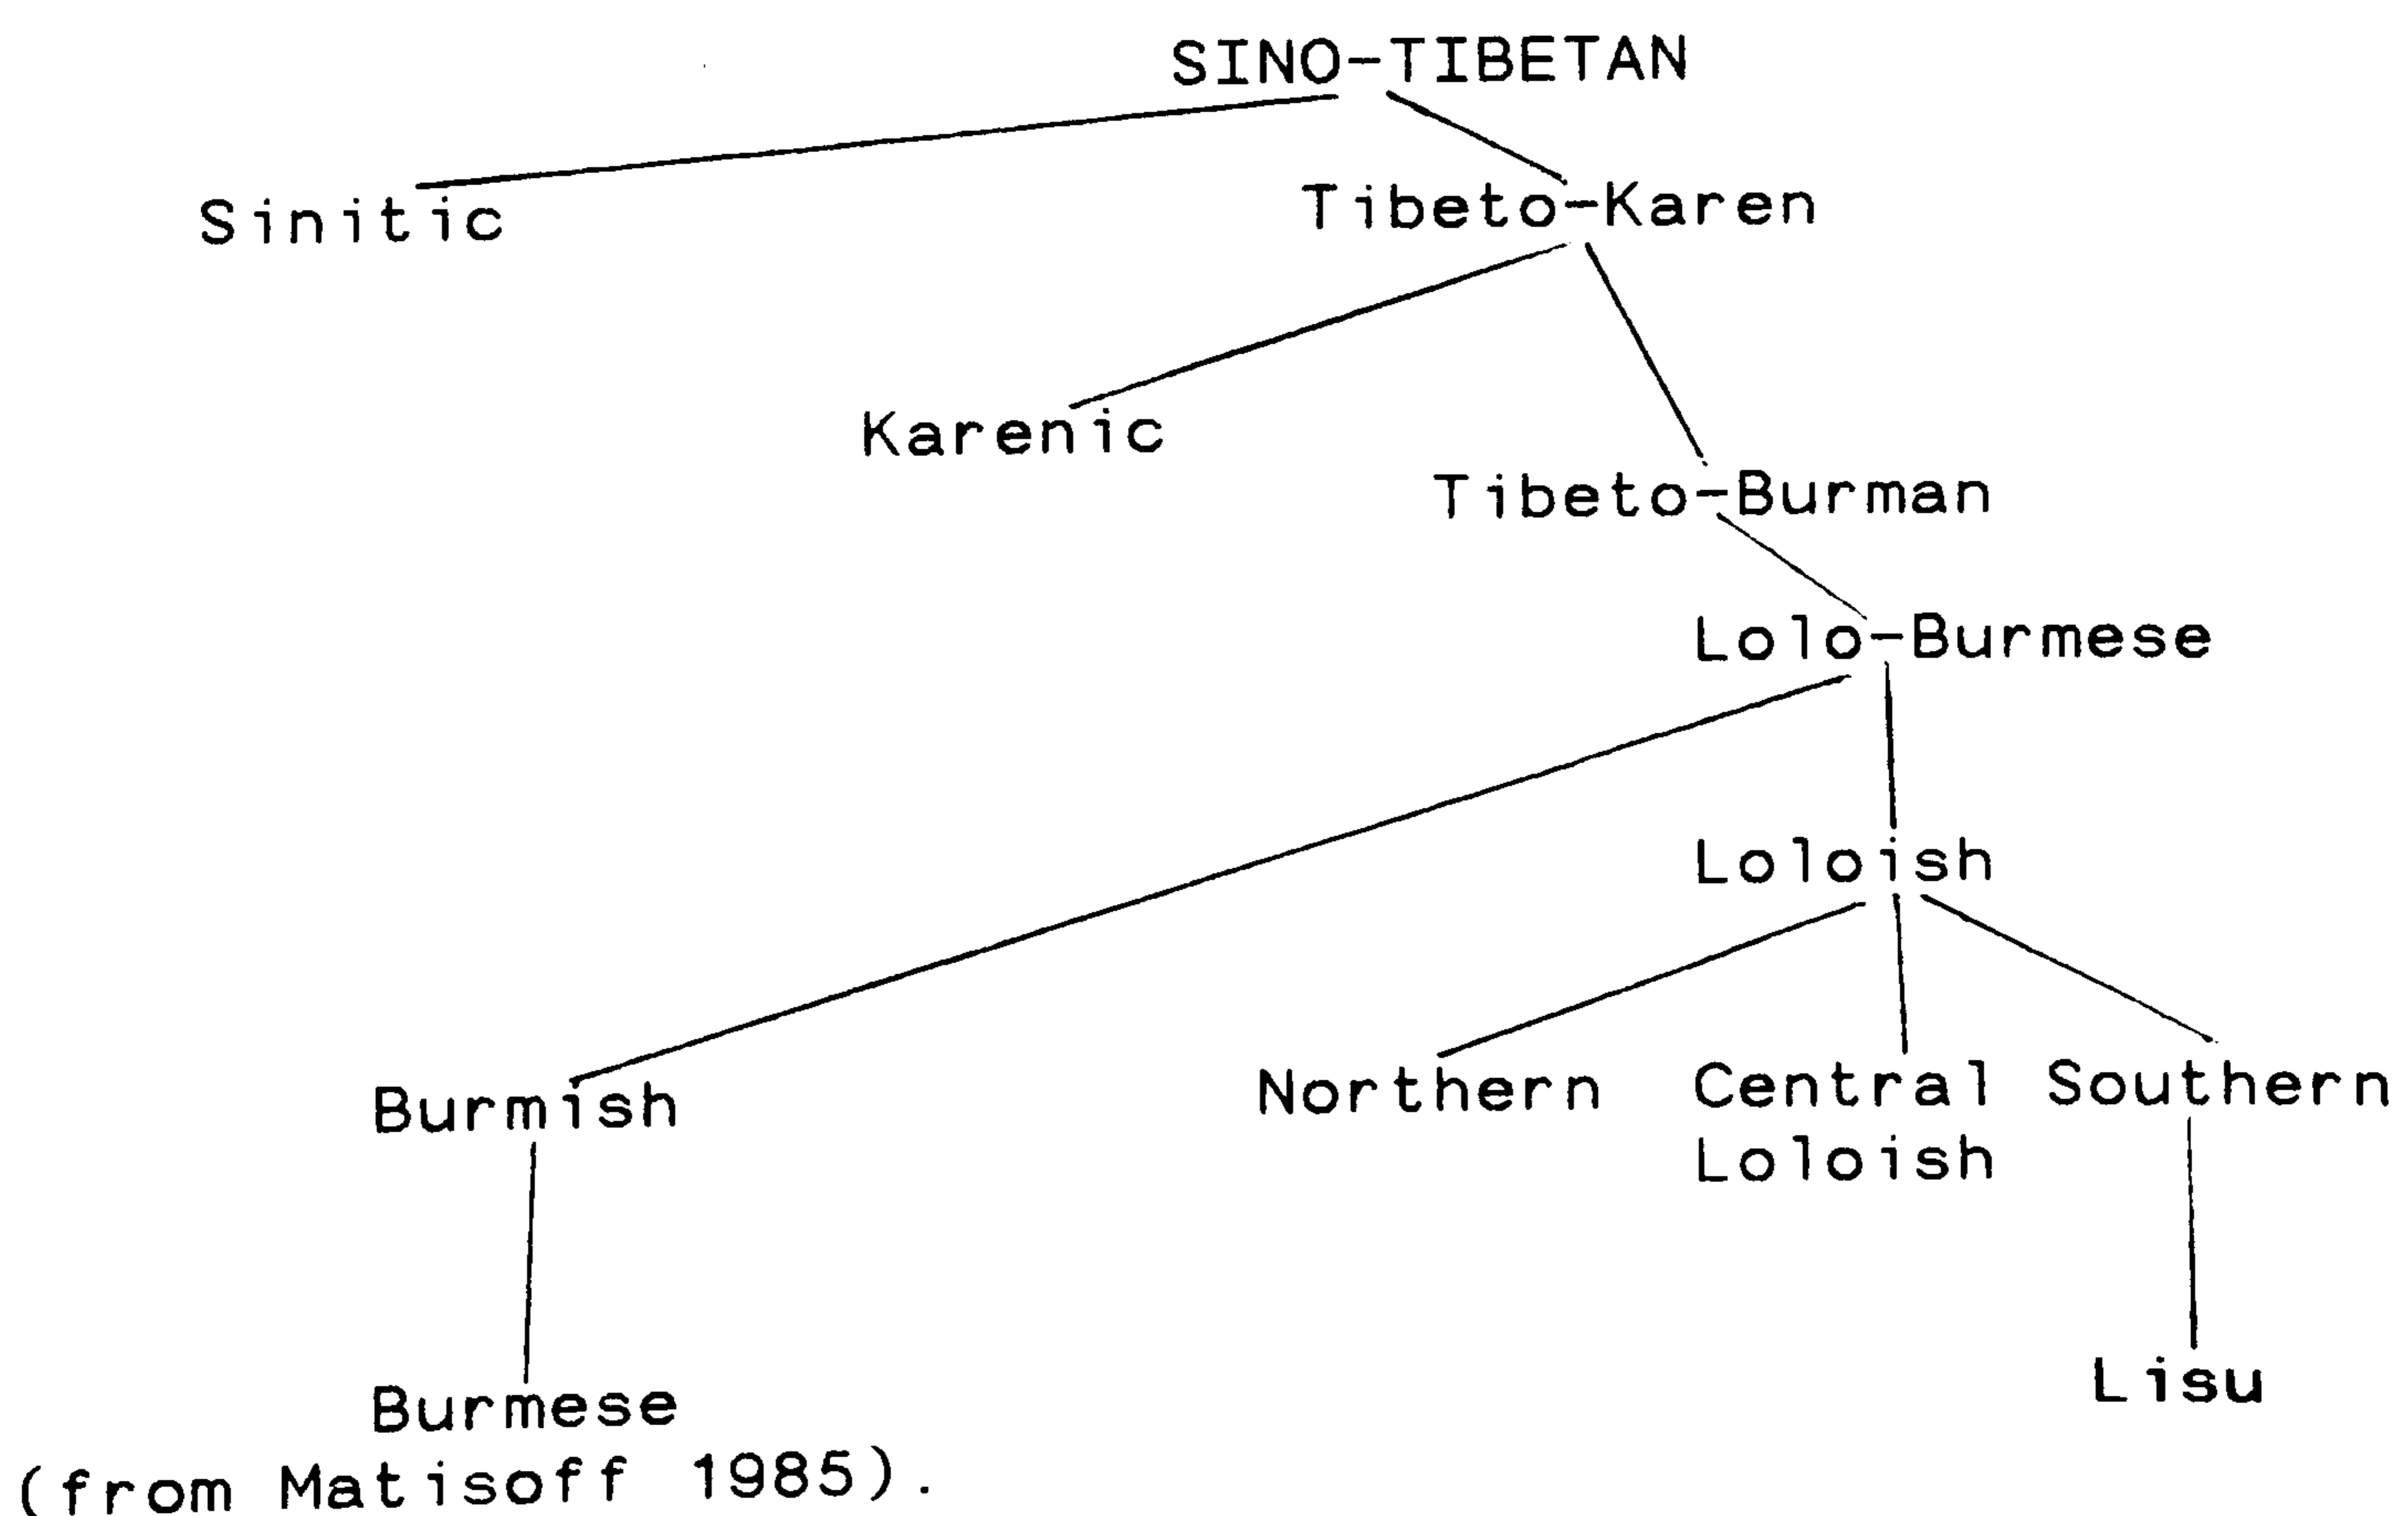 SINO-TIBETAN
Sinitic
Tibeto-Karen
Karenic
Tibeto-Burman
Lolo-Burmese
Loloish
Burmish
Northern
Central
Loloish
Southern
Burmese
Lisu
(from Matisoff 1985).